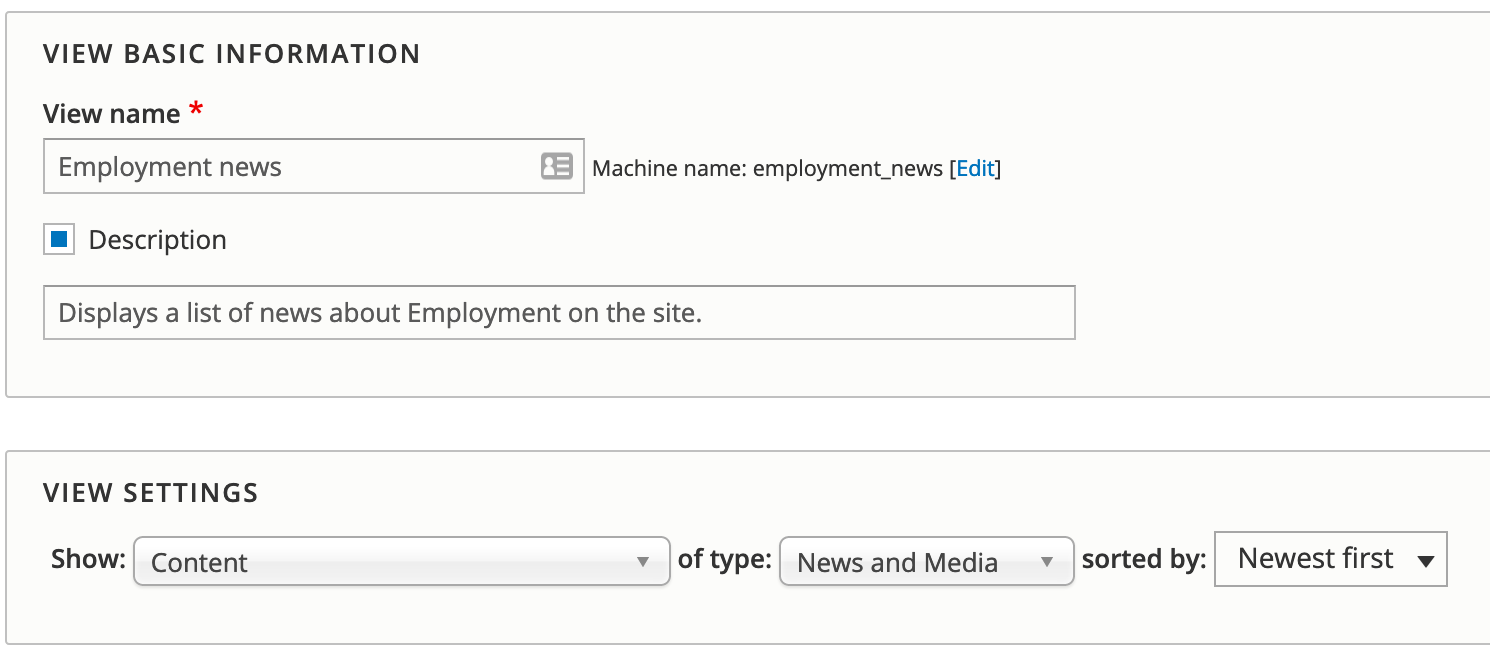 VIEW BASIC INFORMATION
View name *
Employment news
Machine name: employment_news [Edit]
Description
Displays a list of news about Employment on the site.
VIEW SETTINGS
Show: Content of type: News and Media sorted by: Newest first